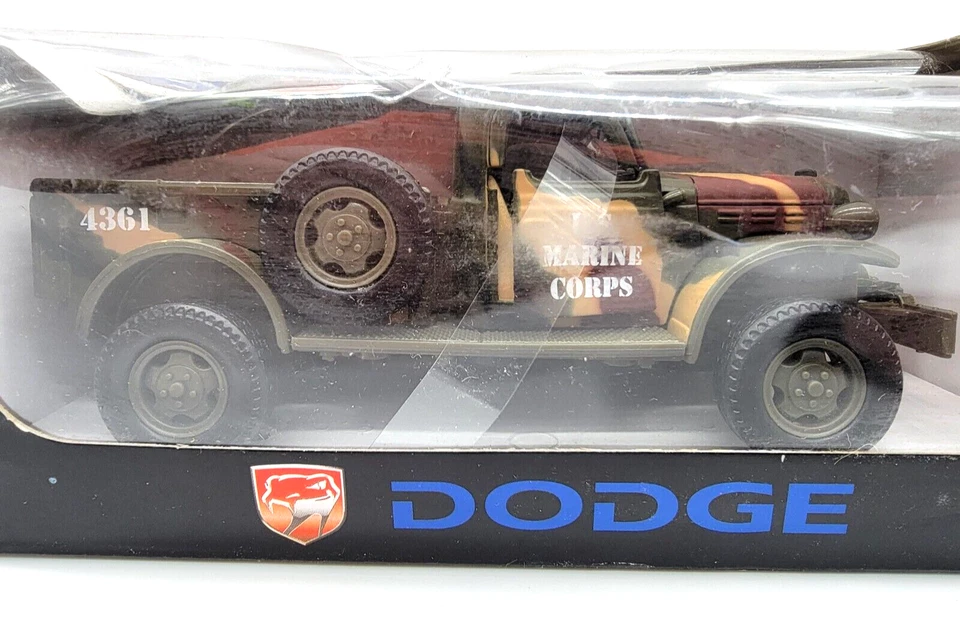 4361
MARINE
CORPS
DODGE